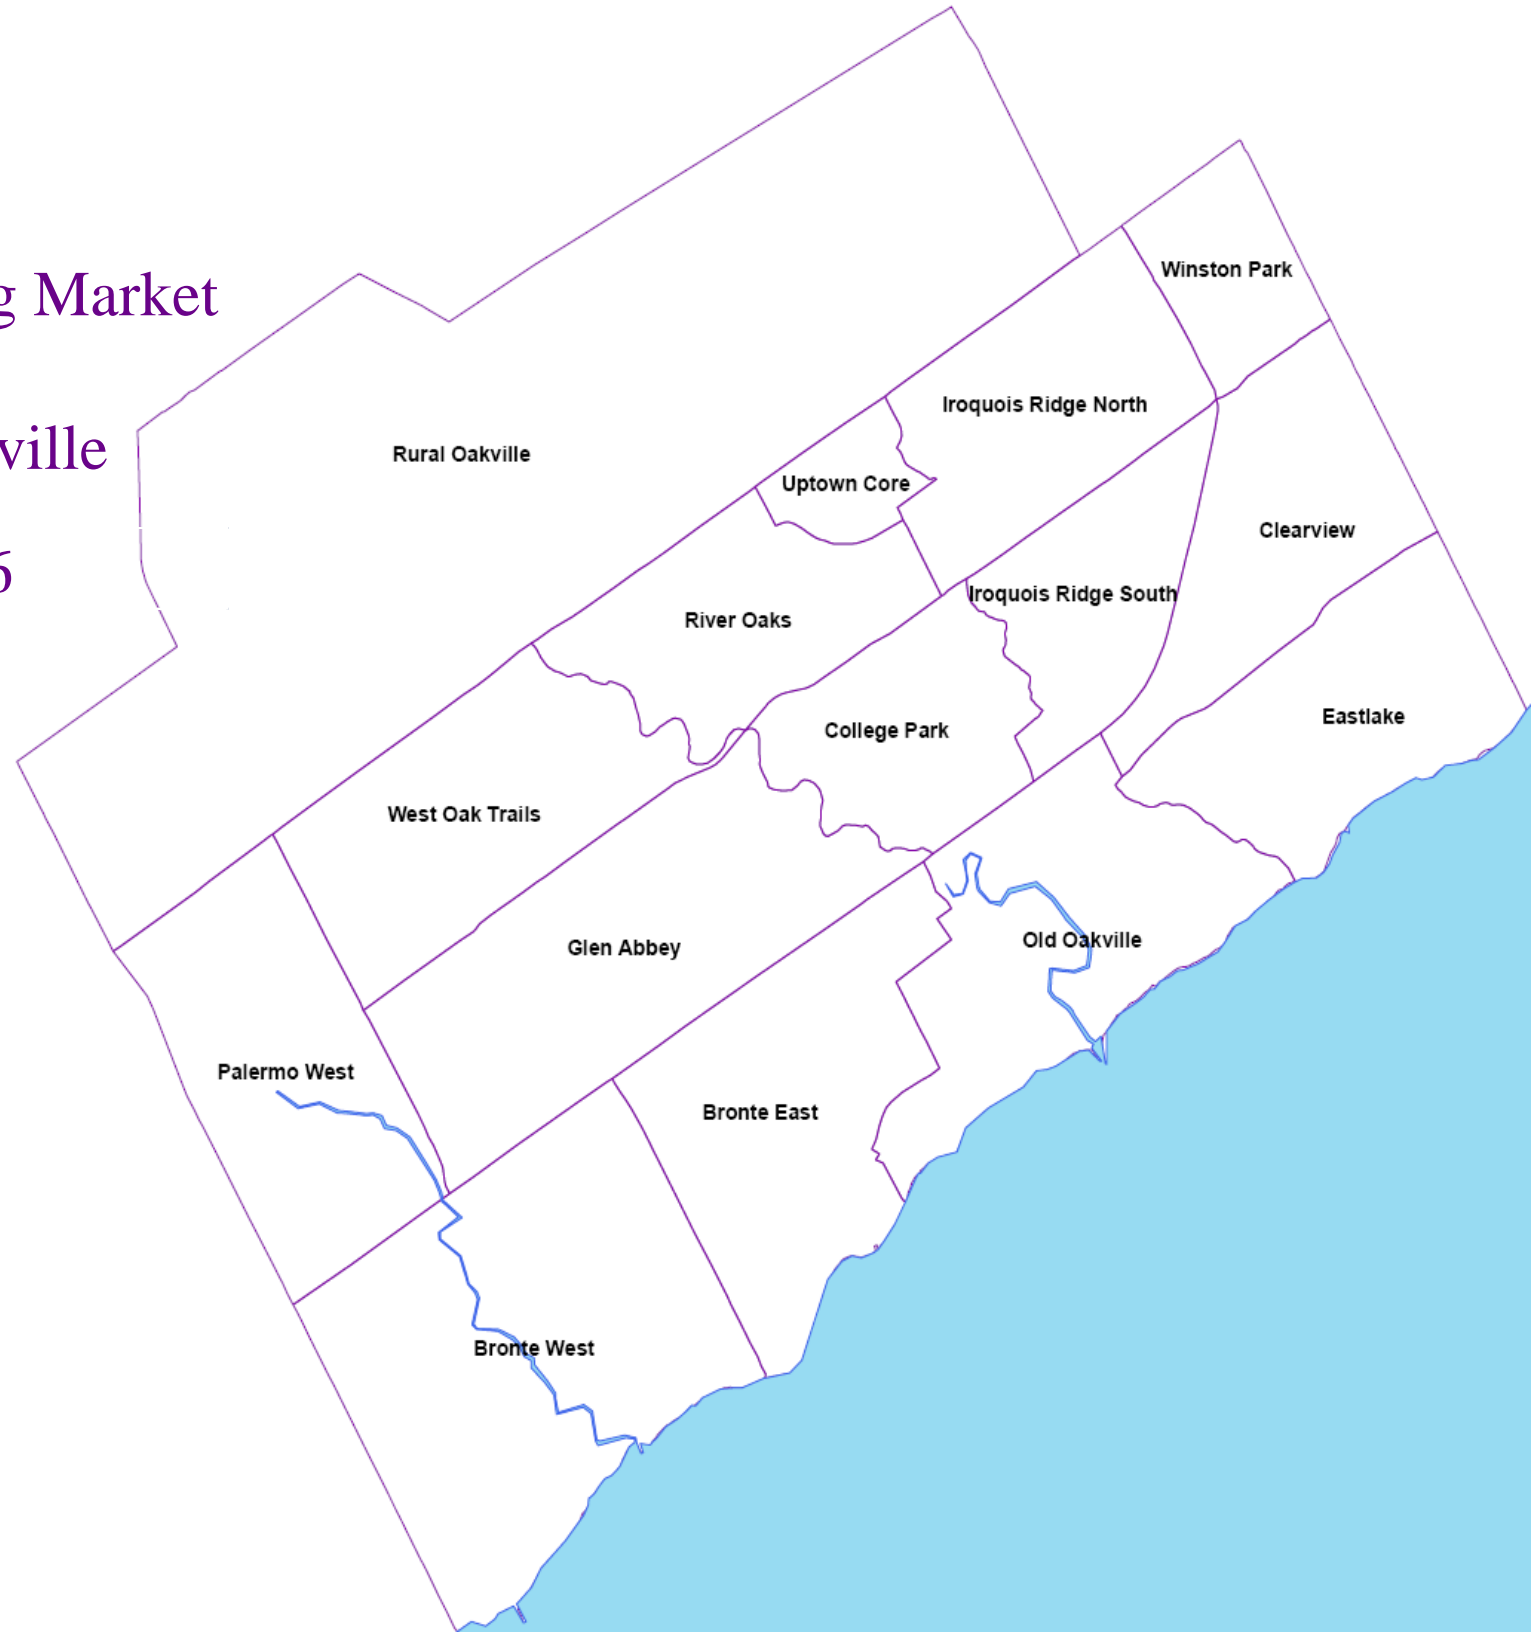 Winston Park
g Market
Iroquois Ridge North
ville
Rural Oakville
Uptown Core
Clearview
6
Iroquois Ridge South
River Oaks
Eastlake
College Park
West Oak Trails
Old Oakville
Glen Abbey
Palermo West
Bronte East
Bronte West